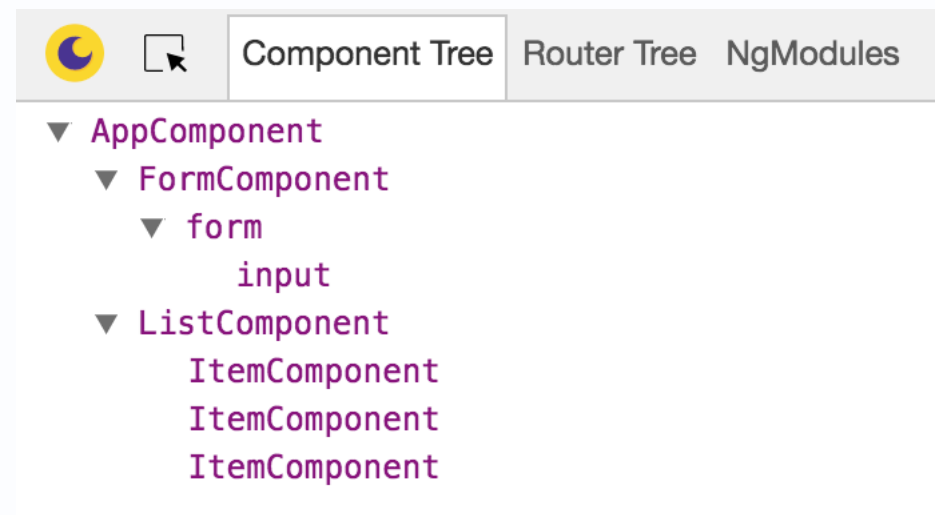 Component Tree Router Tree NgModules
AppComponent
FormComponent
form
input
ListComponent
ItemComponent
ItemComponent
ItemComponent